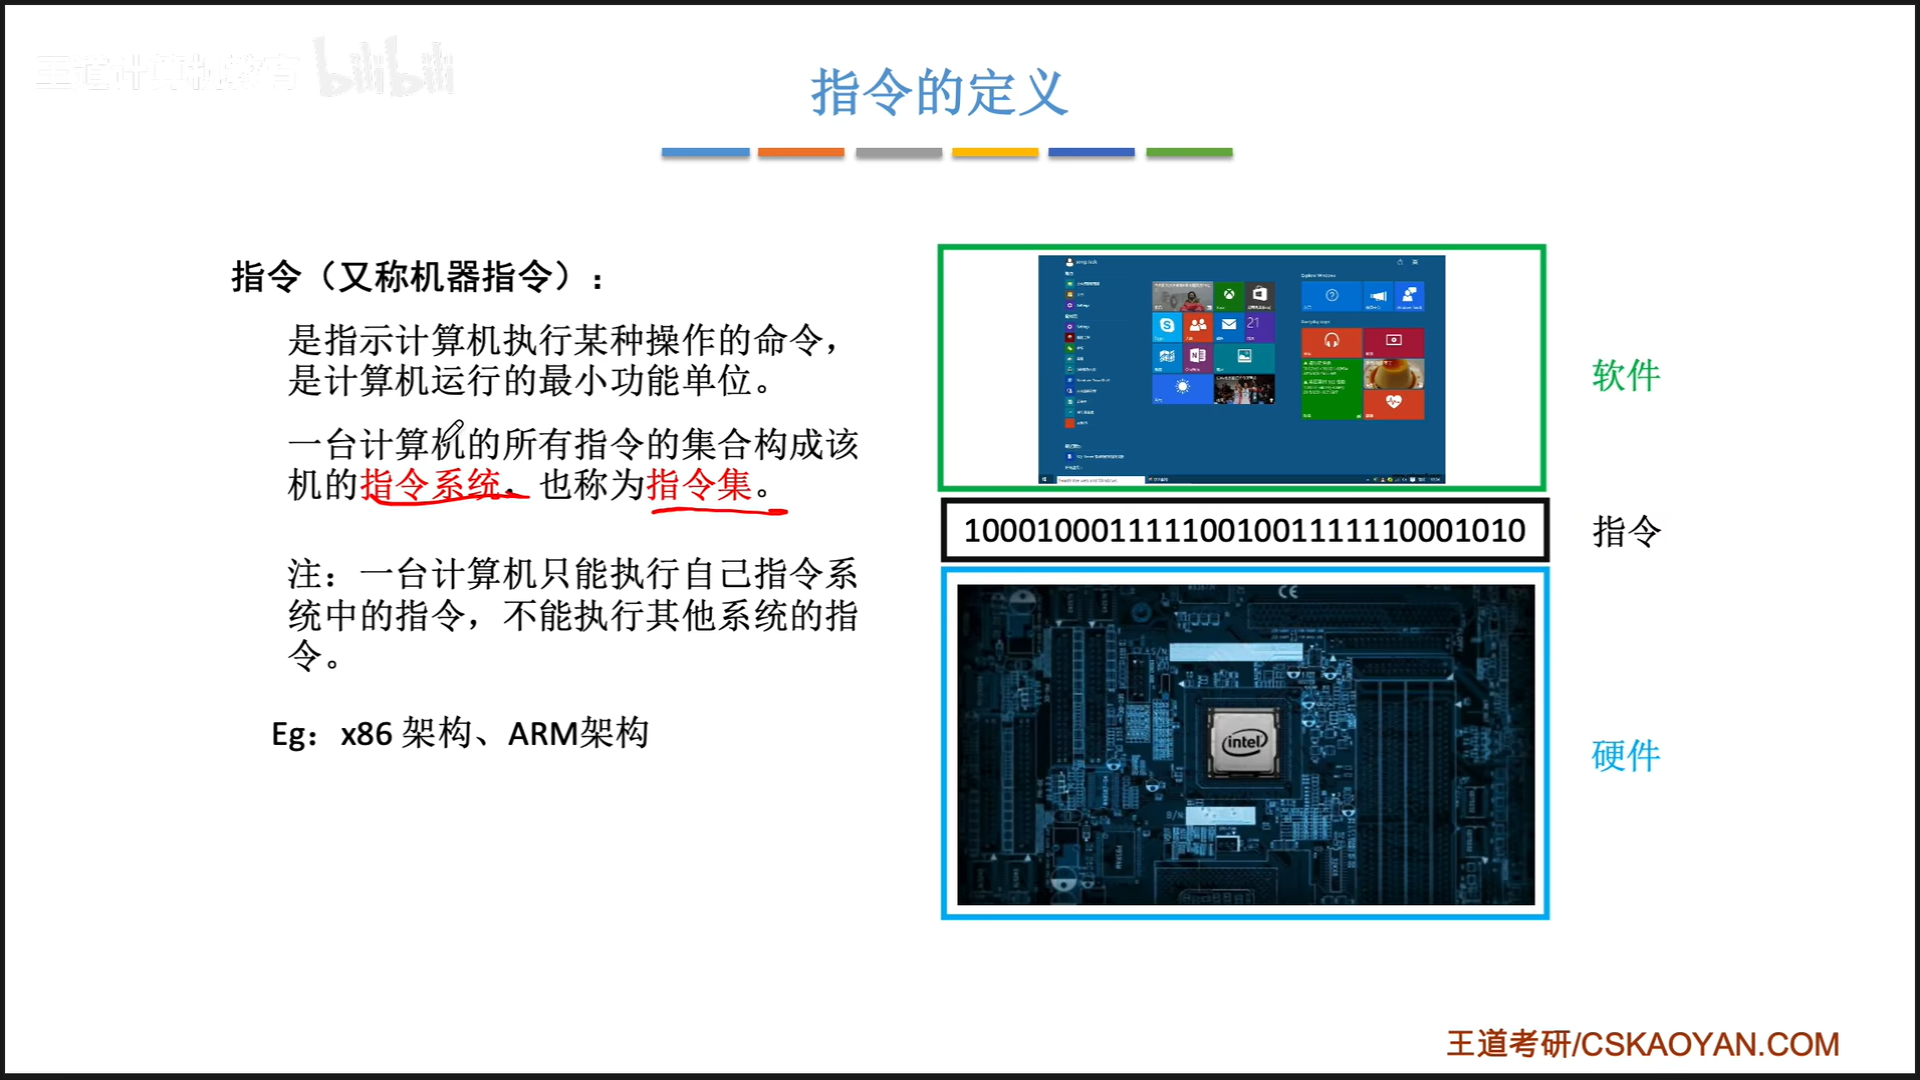 王道计算机教育 bilibili
指令的定义
指令（又称机器指令）：
是指示计算机执行某种操作的命令，
是计算机运行的最小功能单位。
一台计算机的所有指令的集合构成该
机的指令系统，也称为指令集。
注：一台计算机只能执行自己指令系
统中的指令，不能执行其他系统的指
令。
Eg：x86 架构、ARM架构
21
软件
1000100011111001001111110001010
指令
intel
硬件
王道考研/CSKAOYAN.COM